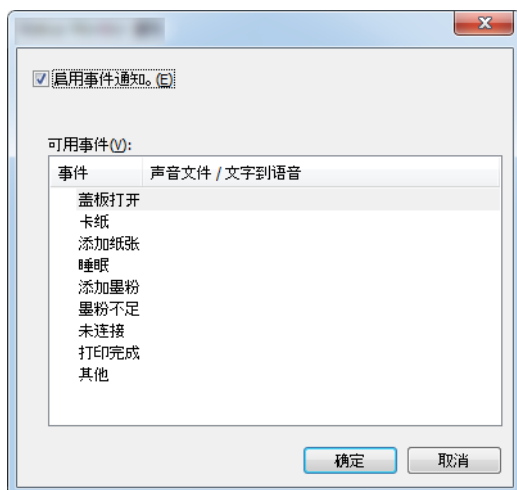 启用事件通知。(E)
可用事件(V):
事件 声音文件 / 文字到语音
盖板打开
卡纸
添加纸张
睡眠
添加墨粉
墨粉不足
未连接
打印完成
其他
确定 取消